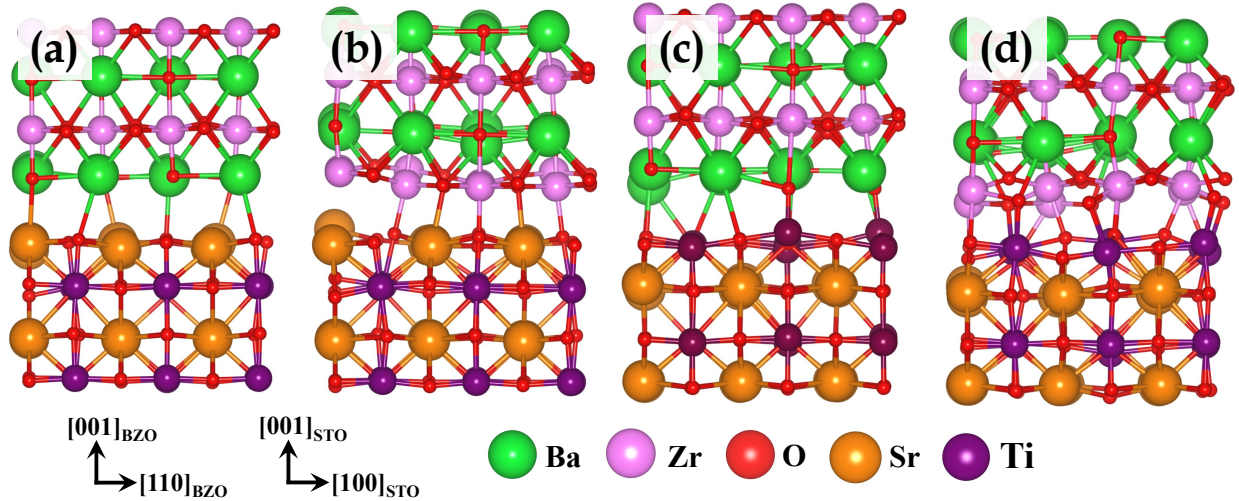 (a) (b) (c) (d)
[001]BZO [001]STO
[110]BZO [100]STO
Ba Zr O Sr Ti